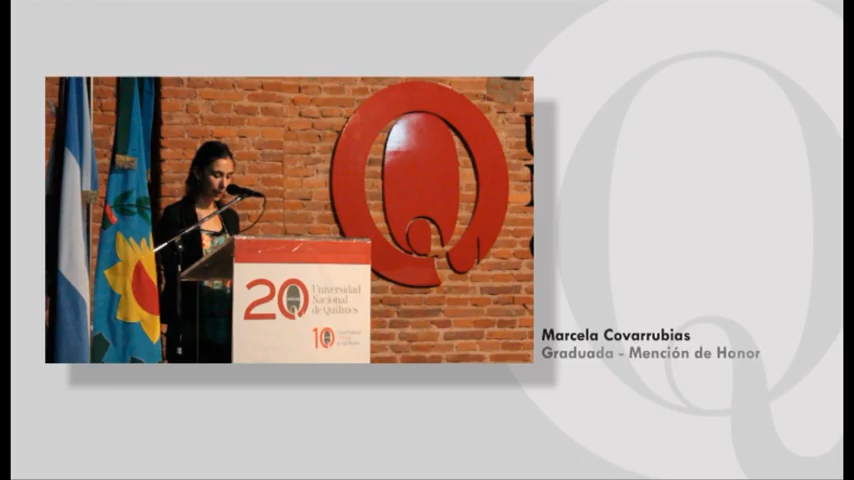 20 Universidad
Nacional
de Quilmes
10
Marcela Covarrubias
Graduada - Mención de Honor